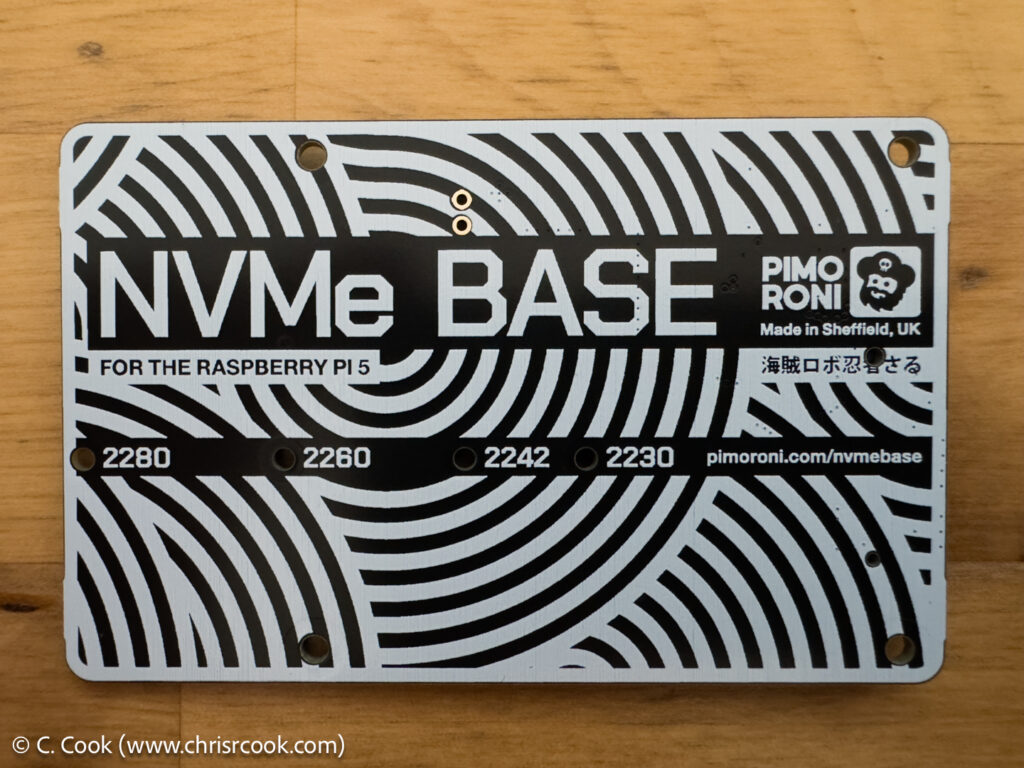 NVMe BASE
PIMO
RONI
Made in Sheffield, UK
FOR THE RASPBERRY PI 5
海賊ロボ忍者さる
2280 2260 2242 2230 pimoroni.com/nvmebase
© C. Cook (www.chrisrcook.com)